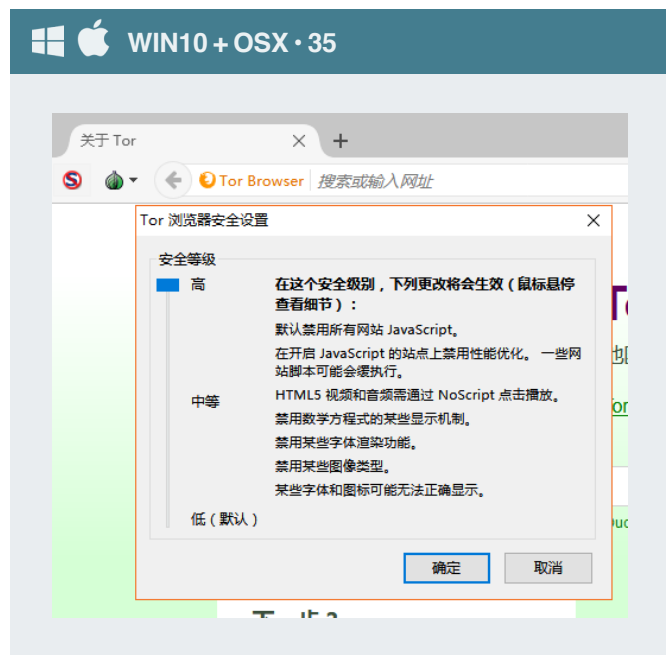 WIN10 + OSX · 35
关于 Tor
Tor Browser 搜索或输入网址
Tor 浏览器安全设置
安全等级
高
在这个安全级别，下列更改将会生效（鼠标悬停
查看细节）：
默认禁用所有网站 JavaScript。
在开启 JavaScript 的站点上禁用性能优化。 一些网
站脚本可能会缓执行。
中等
HTML5 视频和音频需通过 NoScript 点击播放。
禁用数学方程式的某些显示机制。
禁用某些字体渲染功能。
禁用某些图像类型。
某些字体和图标可能无法正确显示。
低（默认）
确定
取消